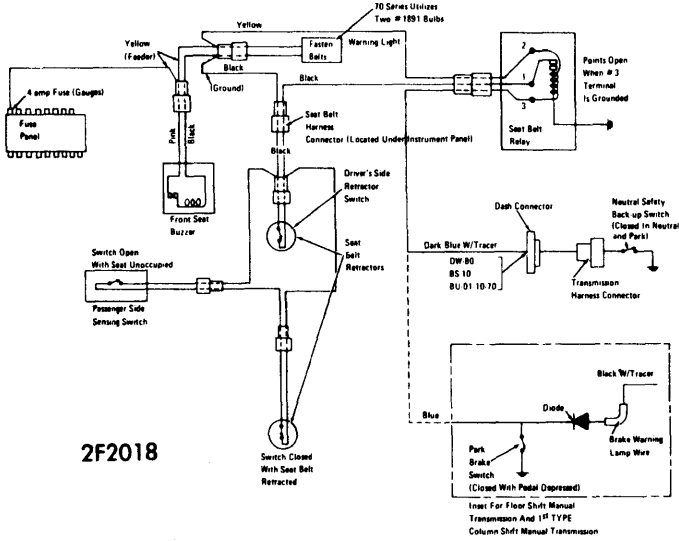 70 Series Utilizes
Two # 1891 Bulbs
Yellow
Yellow
(Feeder)
Fasten
Belts
Warning Light
Black
(Ground)
Black
4 amp Fuse (Gauges)
Fuse
Panel
Pink
Black
Seat Belt
Harness
Connector (Located Under Instrument Panel)
Black
2
1
3
Seat Belt
Relay
Points Open
When # 3
Terminal
Is Grounded
Front Seat
Buzzer
Driver's Side
Retractor
Switch
Seat
Belt
Retractors
Switch Open
With Seat Unoccupied
Passenger Side
Sensing Switch
Dash Connector
Neutral Safety
Back-up Switch
(Closed In Neutral
and Park)
Dark Blue W/Tracer
DW-80
BS-10
BU-01-10-70
Transmission
Harness Connector
Black W/Tracer
Blue
Diode
Brake Warning
Lamp Wire
Park
Brake
Switch
(Closed With Pedal Depressed)
2F2018
Switch Closed
With Seat Belt
Retracted
Inset For Floor Shift Manual
Transmission And 1ST TYPE
Column Shift Manual Transmission